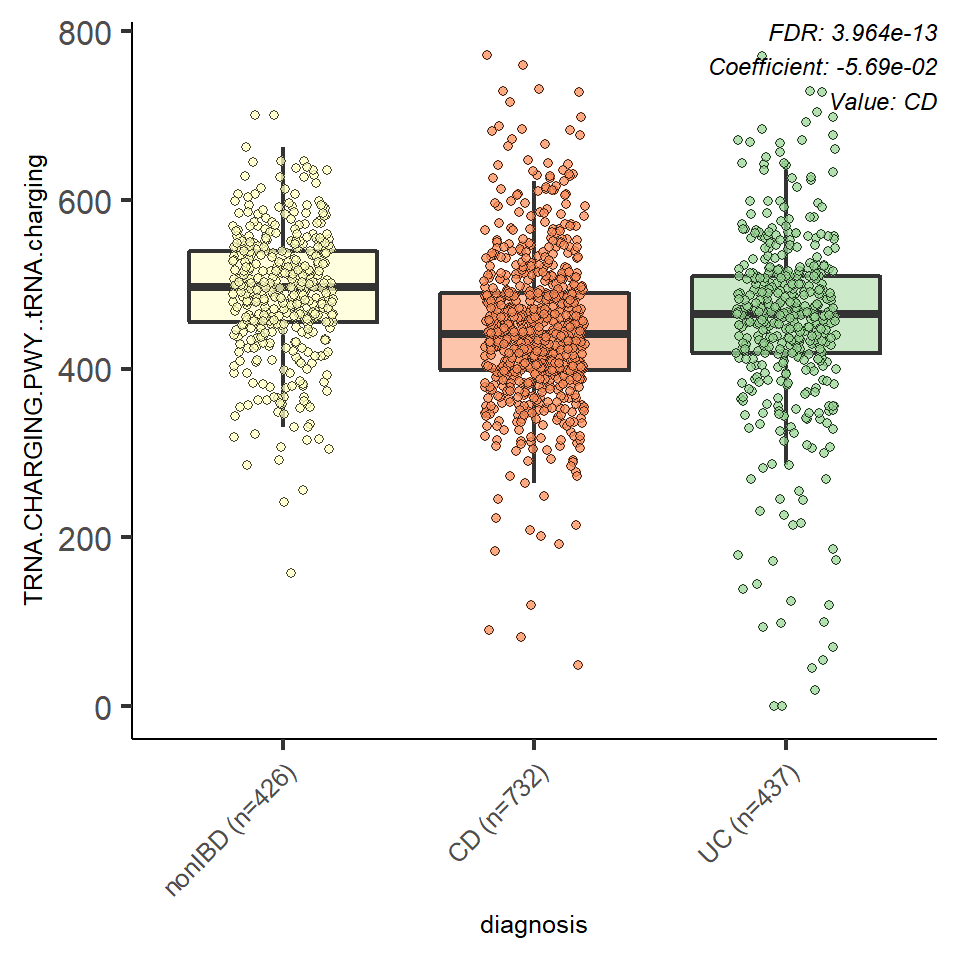 FDR: 3.964e-13
Coefficient: -5.69e-02
Value: CD
TRNA.CHARGING.PWY..tRNA.charging
800
600
400
200
0
nonIBD (n=426)
CD (n=732)
UC (n=437)
diagnosis